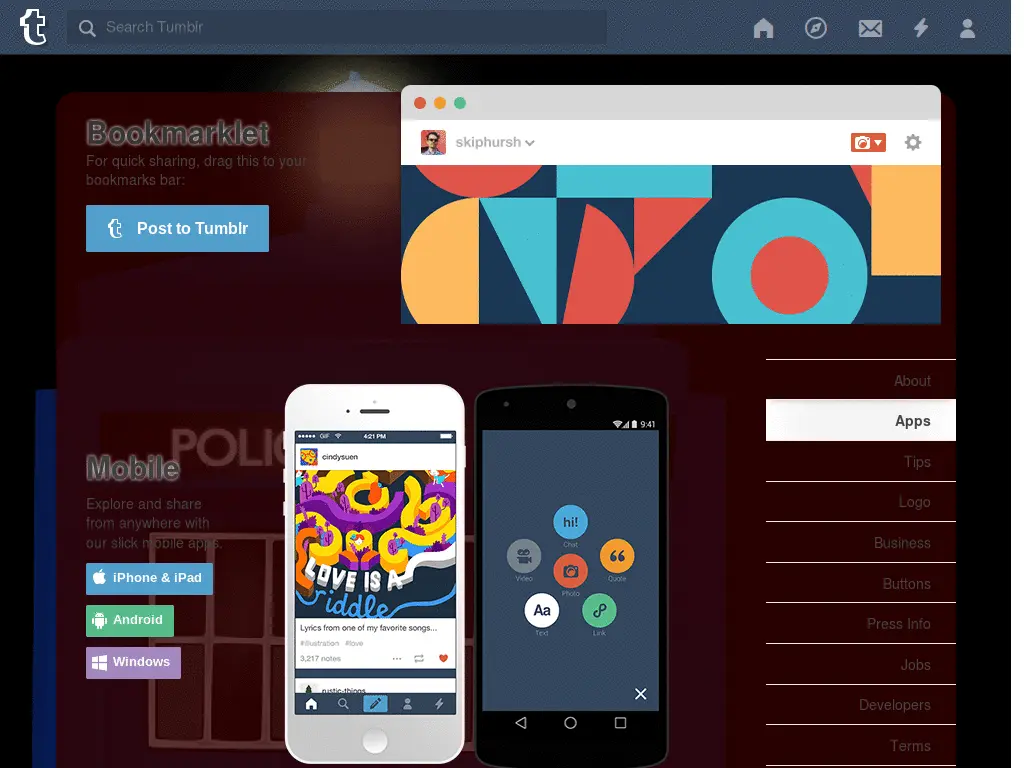 Search Tumblr
Bookmarklet
For quick sharing, drag this to your
bookmarks bar:
Post to Tumblr
skiphursh
About
Apps
Tips
Logo
Business
Buttons
Press Info
Jobs
Developers
Terms
POLIC
Mobile
Explore and share
from anywhere with
our slick mobile apps.
iPhone & iPad
Android
Windows
GIF
4:21 PM
cindysuen
LOVE IS A
riddle
Lyrics from one of my favorite songs...
#illustration #love
3,217 notes
rustic-things
9:41
hi!
Chat
Video
Photo
Quote
Aa
Text
Link